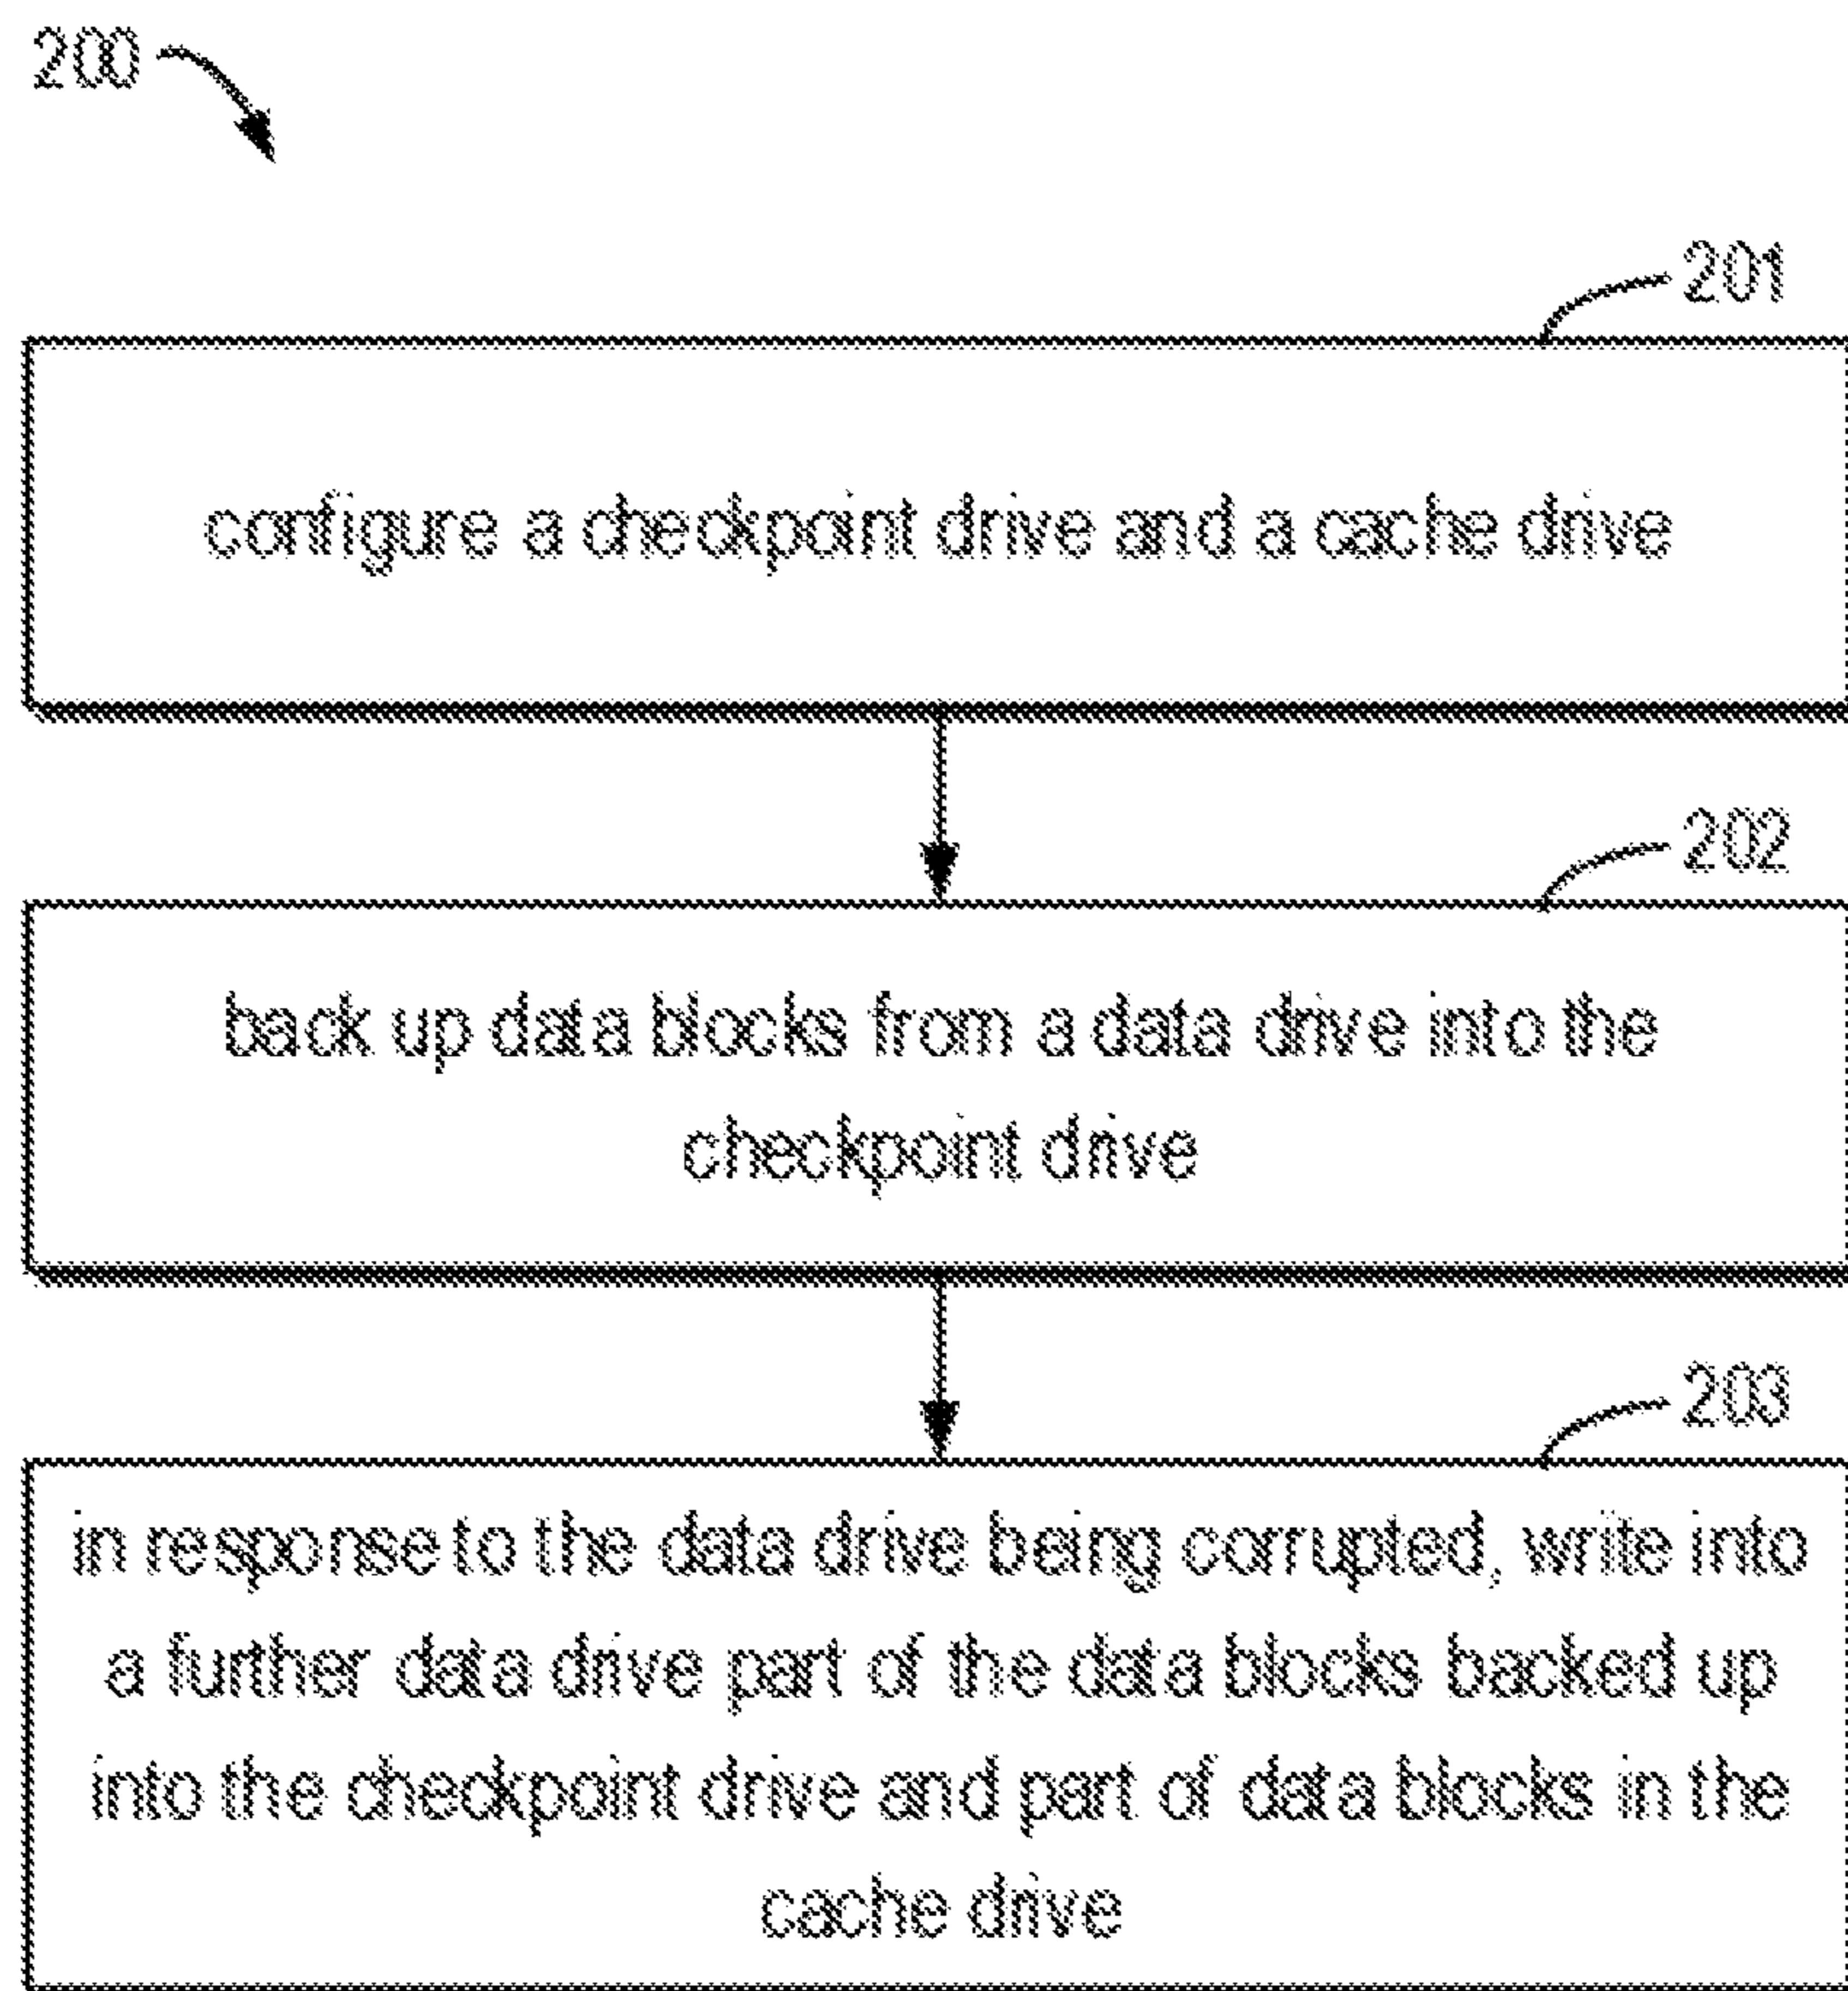 200
201
configure a checkpoint drive and a cache drive
202
back up data blocks from a data drive into the
checkpoint drive
203
in response to the data drive being corrupted, write into
a further data drive part of the data blocks backed up
into the checkpoint drive and part of data blocks in the
cache drive